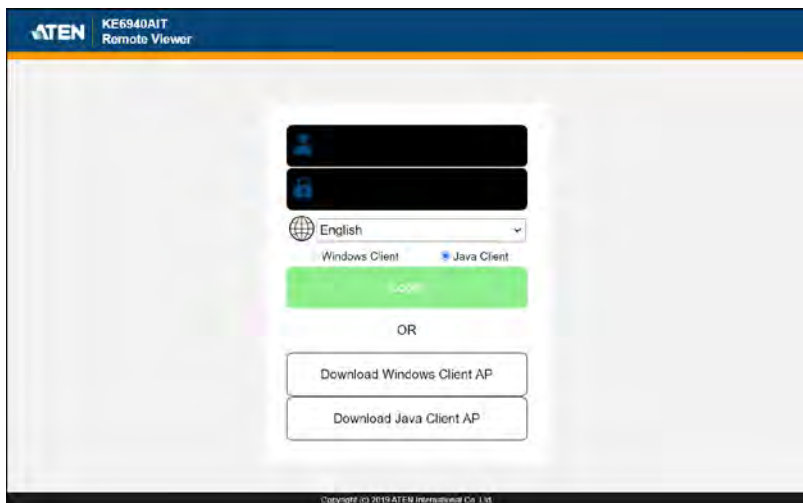 ATEN
KE6940AIT
Remote Viewer
English
Windows Client Java Client
Login
OR
Download Windows Client AP
Download Java Client AP
Copyright (c) 2019 ATEN International Co. Ltd.